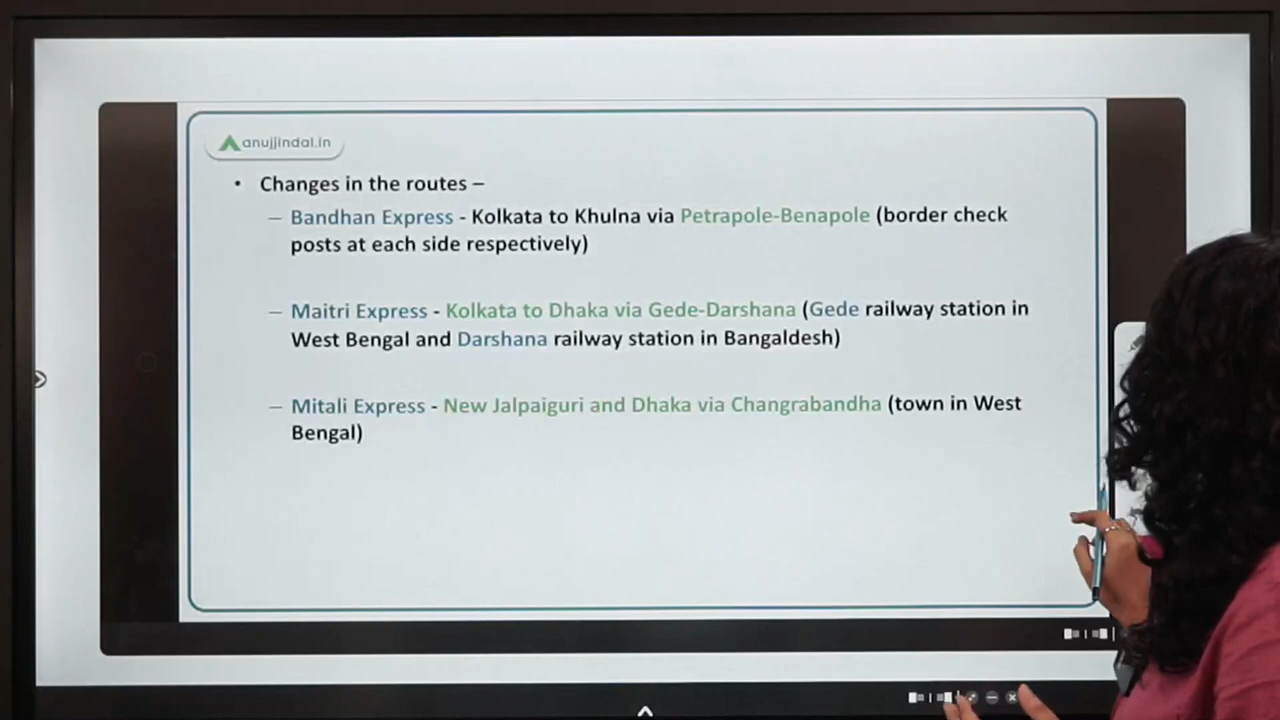 anujjindal.in
• Changes in the routes –
– Bandhan Express - Kolkata to Khulna via Petrapole-Benapole (border check
posts at each side respectively)
– Maitri Express - Kolkata to Dhaka via Gede-Darshana (Gede railway station in
West Bengal and Darshana railway station in Bangaldesh)
– Mitali Express - New Jalpaiguri and Dhaka via Changrabandha (town in West
Bengal)